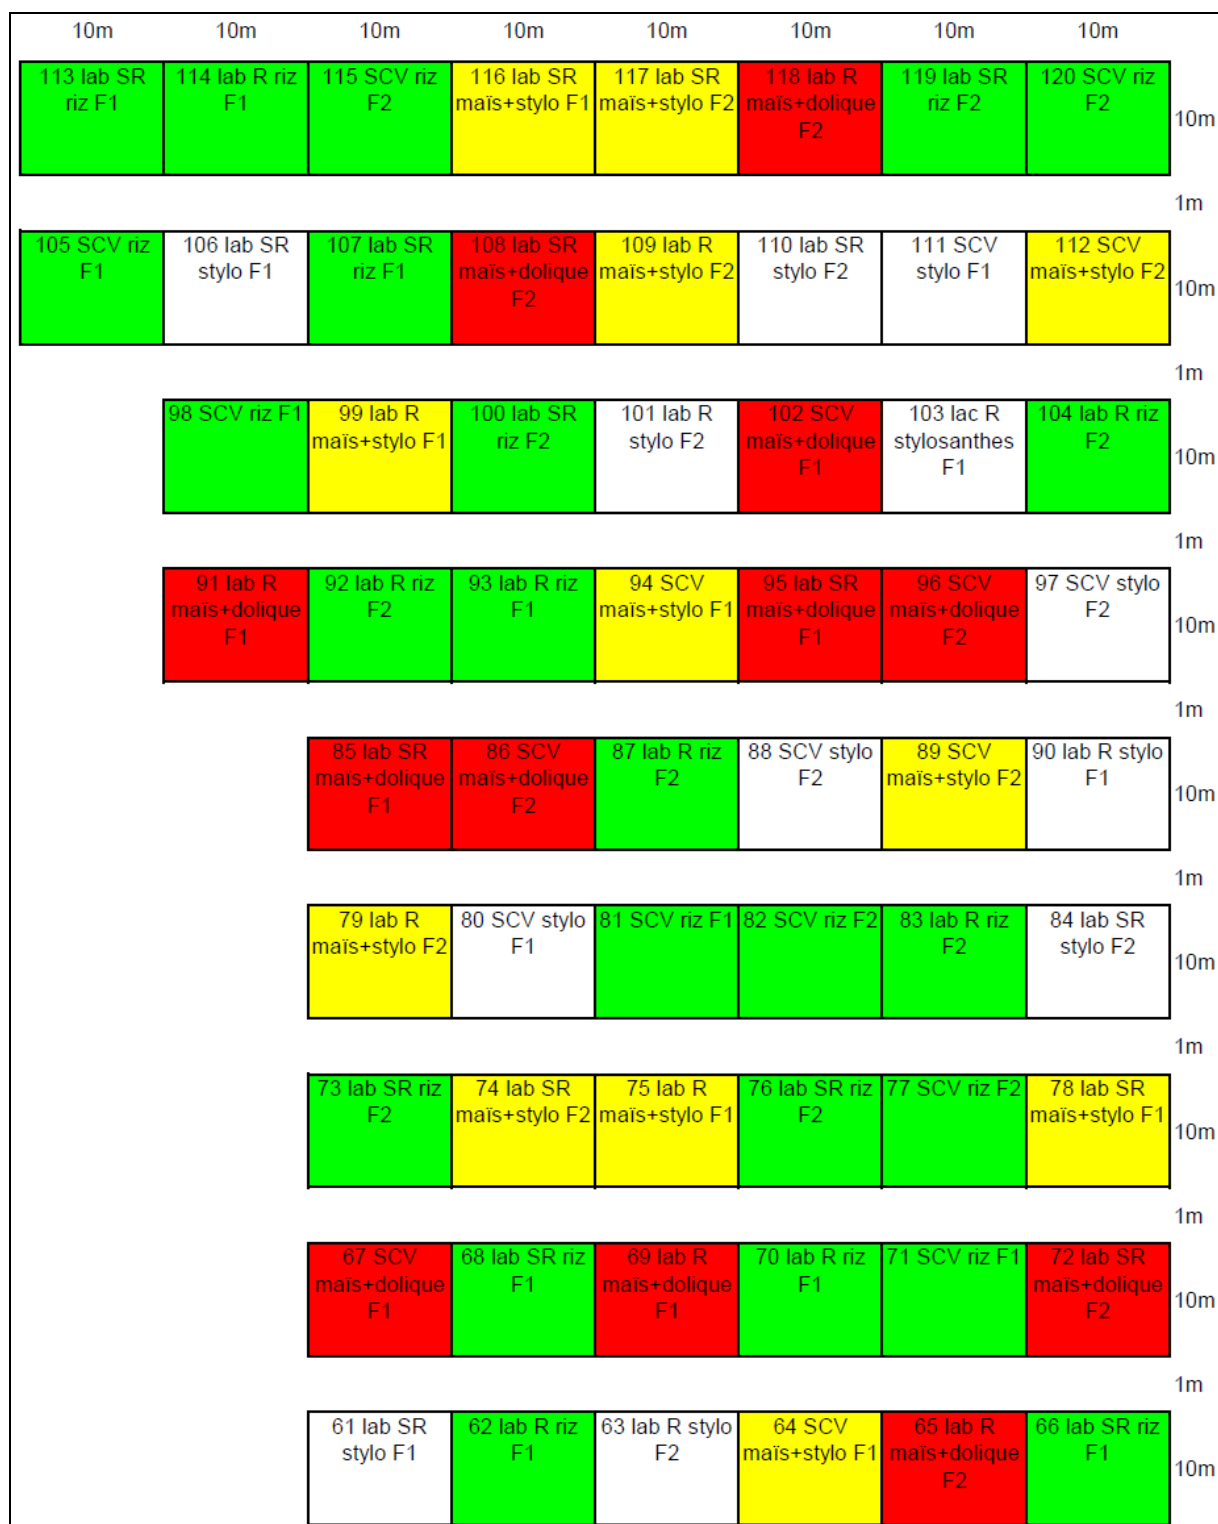 10m 10m 10m 10m 10m 10m 10m 10m
113 lab SR 114 lab R riz 115 SCV riz 116 lab SR 117 lab SR 118 lab R 119 lab SR 120 SCV riz
riz F1 F1 F2 maïs+stylo F1 maïs+stylo F2 maïs+dolique riz F2 F2
F2
10m
1m
105 SCV riz 106 lab SR 107 lab SR 108 lab SR 109 lab R 110 lab SR 111 SCV 112 SCV
F1 stylo F1 riz F1 maïs+dolique maïs+stylo F2 stylo F2 stylo F1 maïs+stylo F2
F2
10m
1m
98 SCV riz F1 99 lab R 100 lab SR 101 lab R 102 SCV 103 lac R 104 lab R riz
maïs+stylo F1 riz F2 stylo F2 maïs+dolique stylosanthes F2
F1 F1
10m
1m
91 lab R 92 lab R riz 93 lab R riz 94 SCV 95 lab SR 96 SCV 97 SCV stylo
maïs+dolique F2 F1 maïs+stylo F1 maïs+dolique maïs+dolique F2
F1 F1 F2
10m
1m
85 lab SR 86 SCV 87 lab R riz 88 SCV stylo 89 SCV 90 lab R stylo
maïs+dolique maïs+dolique F2 F2 maïs+stylo F2 F1
F1 F2
10m
1m
79 lab R 80 SCV stylo 81 SCV riz F1 82 SCV riz F2 83 lab R riz 84 lab SR
maïs+stylo F2 F1 F2 stylo F2
10m
1m
73 lab SR riz 74 lab SR 75 lab R 76 lab SR riz 77 SCV riz F2 78 lab SR
F2 maïs+stylo F2 maïs+stylo F1 F2 maïs+stylo F1
10m
1m
67 SCV 68 lab SR riz 69 lab R 70 lab R riz 71 SCV riz F1 72 lab SR
maïs+dolique F1 maïs+dolique F1 maïs+dolique
F1 F1 F2
10m
1m
61 lab SR 62 lab R riz 63 lab R stylo 64 SCV 65 lab R 66 lab SR riz
stylo F1 F1 F2 maïs+stylo F1 maïs+dolique F1
F2
10m